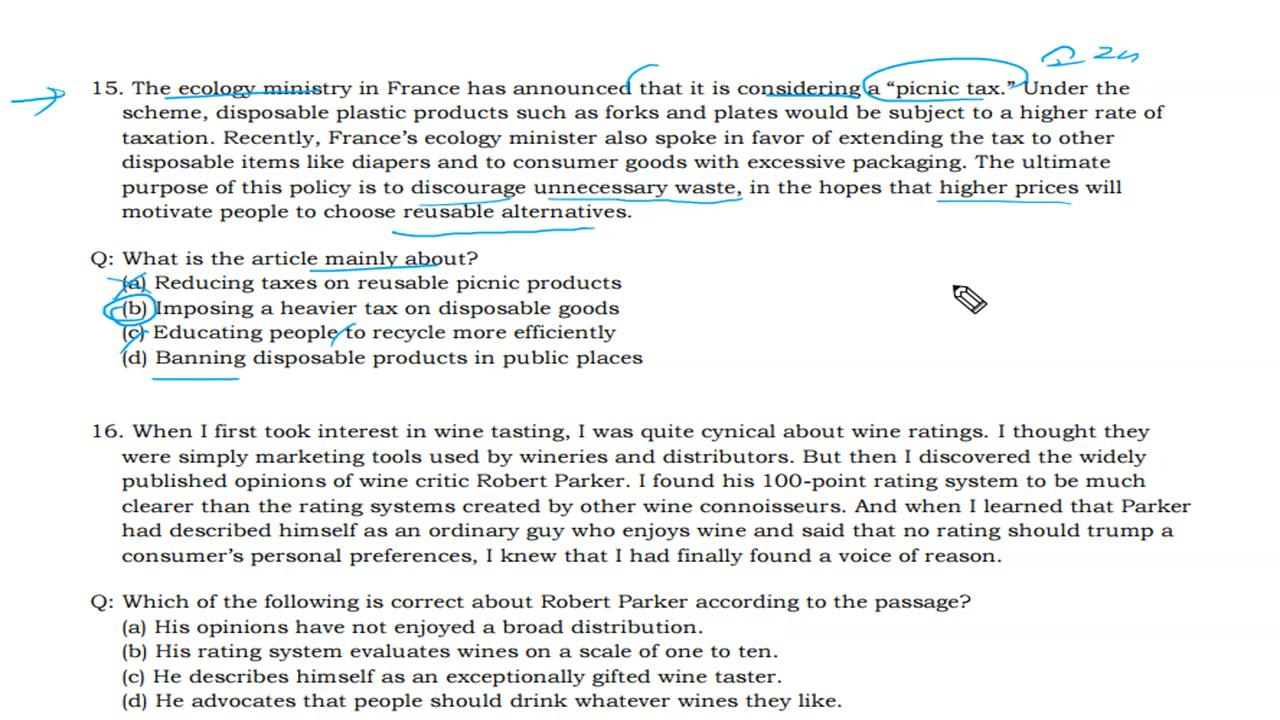 15. The ecology ministry in France has announced that it is considering a “picnic tax.” Under the
scheme, disposable plastic products such as forks and plates would be subject to a higher rate of
taxation. Recently, France’s ecology minister also spoke in favor of extending the tax to other
disposable items like diapers and to consumer goods with excessive packaging. The ultimate
purpose of this policy is to discourage unnecessary waste, in the hopes that higher prices will
motivate people to choose reusable alternatives.
Q: What is the article mainly about?
(a) Reducing taxes on reusable picnic products
(b) Imposing a heavier tax on disposable goods
(c) Educating people to recycle more efficiently
(d) Banning disposable products in public places
16. When I first took interest in wine tasting, I was quite cynical about wine ratings. I thought they
were simply marketing tools used by wineries and distributors. But then I discovered the widely
published opinions of wine critic Robert Parker. I found his 100-point rating system to be much
clearer than the rating systems created by other wine connoisseurs. And when I learned that Parker
had described himself as an ordinary guy who enjoys wine and said that no rating should trump a
consumer’s personal preferences, I knew that I had finally found a voice of reason.
Q: Which of the following is correct about Robert Parker according to the passage?
(a) His opinions have not enjoyed a broad distribution.
(b) His rating system evaluates wines on a scale of one to ten.
(c) He describes himself as an exceptionally gifted wine taster.
(d) He advocates that people should drink whatever wines they like.